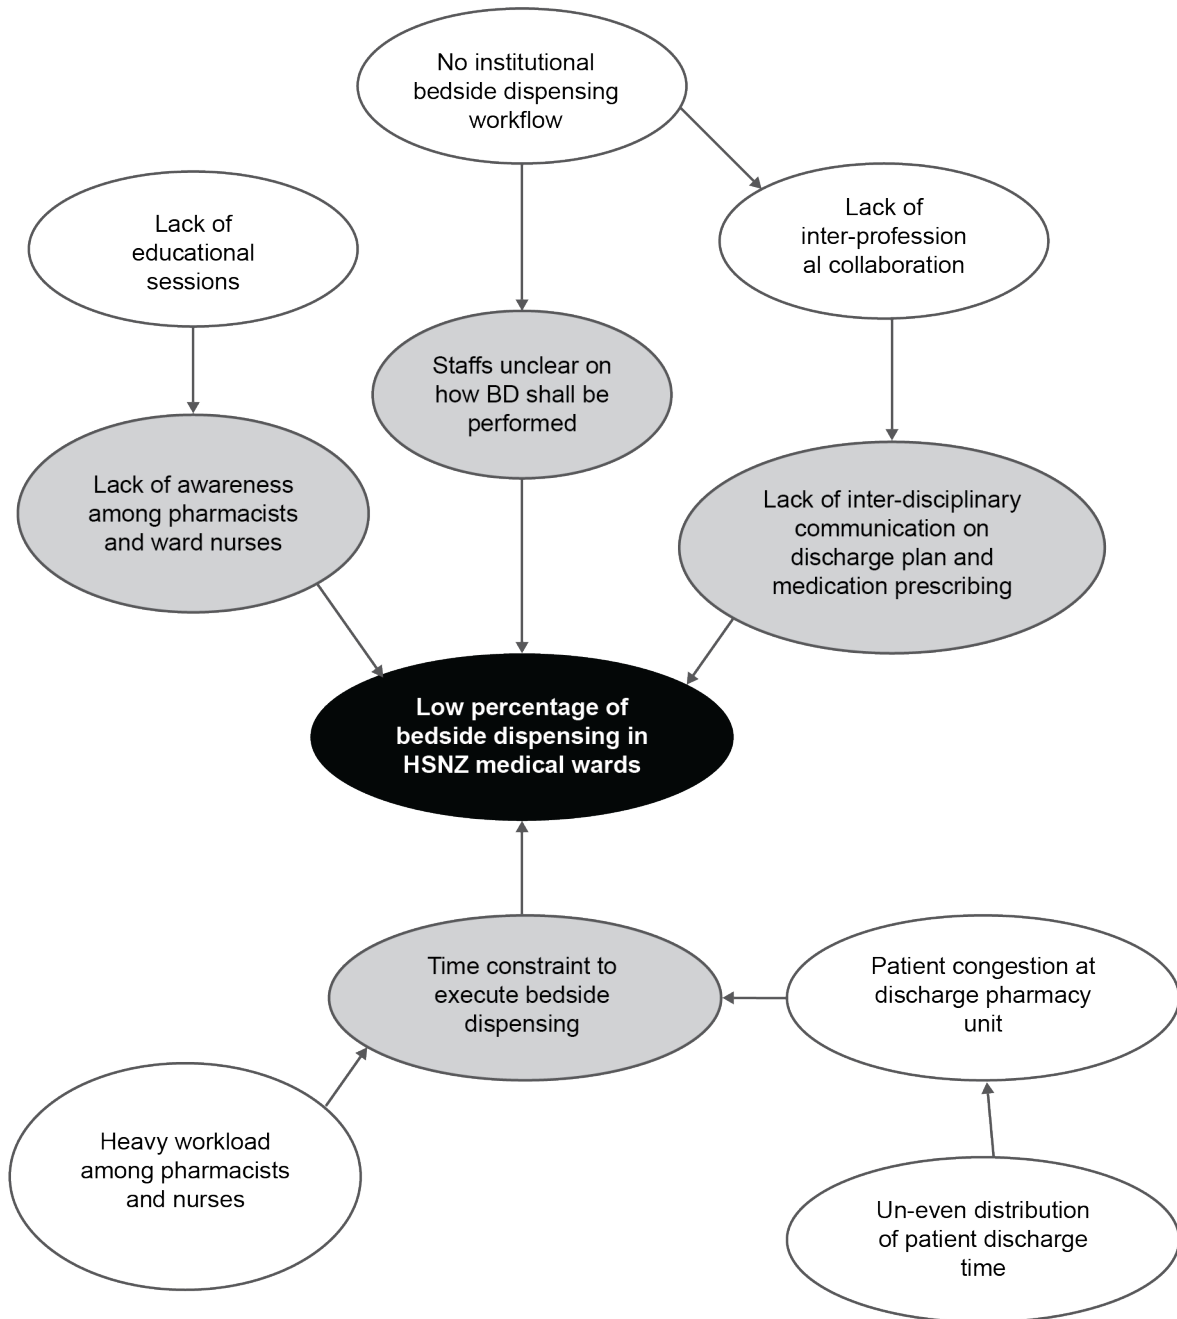 No institutional
bedside dispensing
workflow
Lack of
educational
sessions
Lack of
inter-profession
al collaboration
Staffs unclear on
how BD shall be
performed
Lack of awareness
among pharmacists
and ward nurses
Lack of inter-disciplinary
communication on
discharge plan and
medication prescribing
Low percentage of
bedside dispensing in
HSNZ medical wards
Time constraint to
execute bedside
dispensing
Patient congestion at
discharge pharmacy
unit
Heavy workload
among pharmacists
and nurses
Un-even distribution
of patient discharge
time